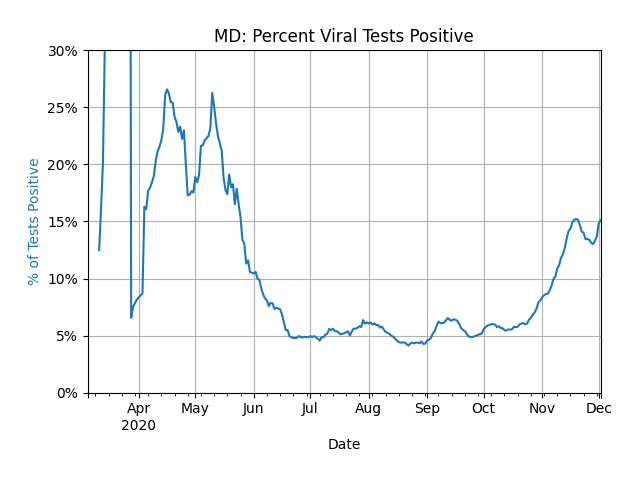 MD: Percent Viral Tests Positive
30%
25%
20%
15%
10%
5%
0%
% of Tests Positive
Apr May Jun Jul Aug Sep Oct Nov Dec
2020
Date